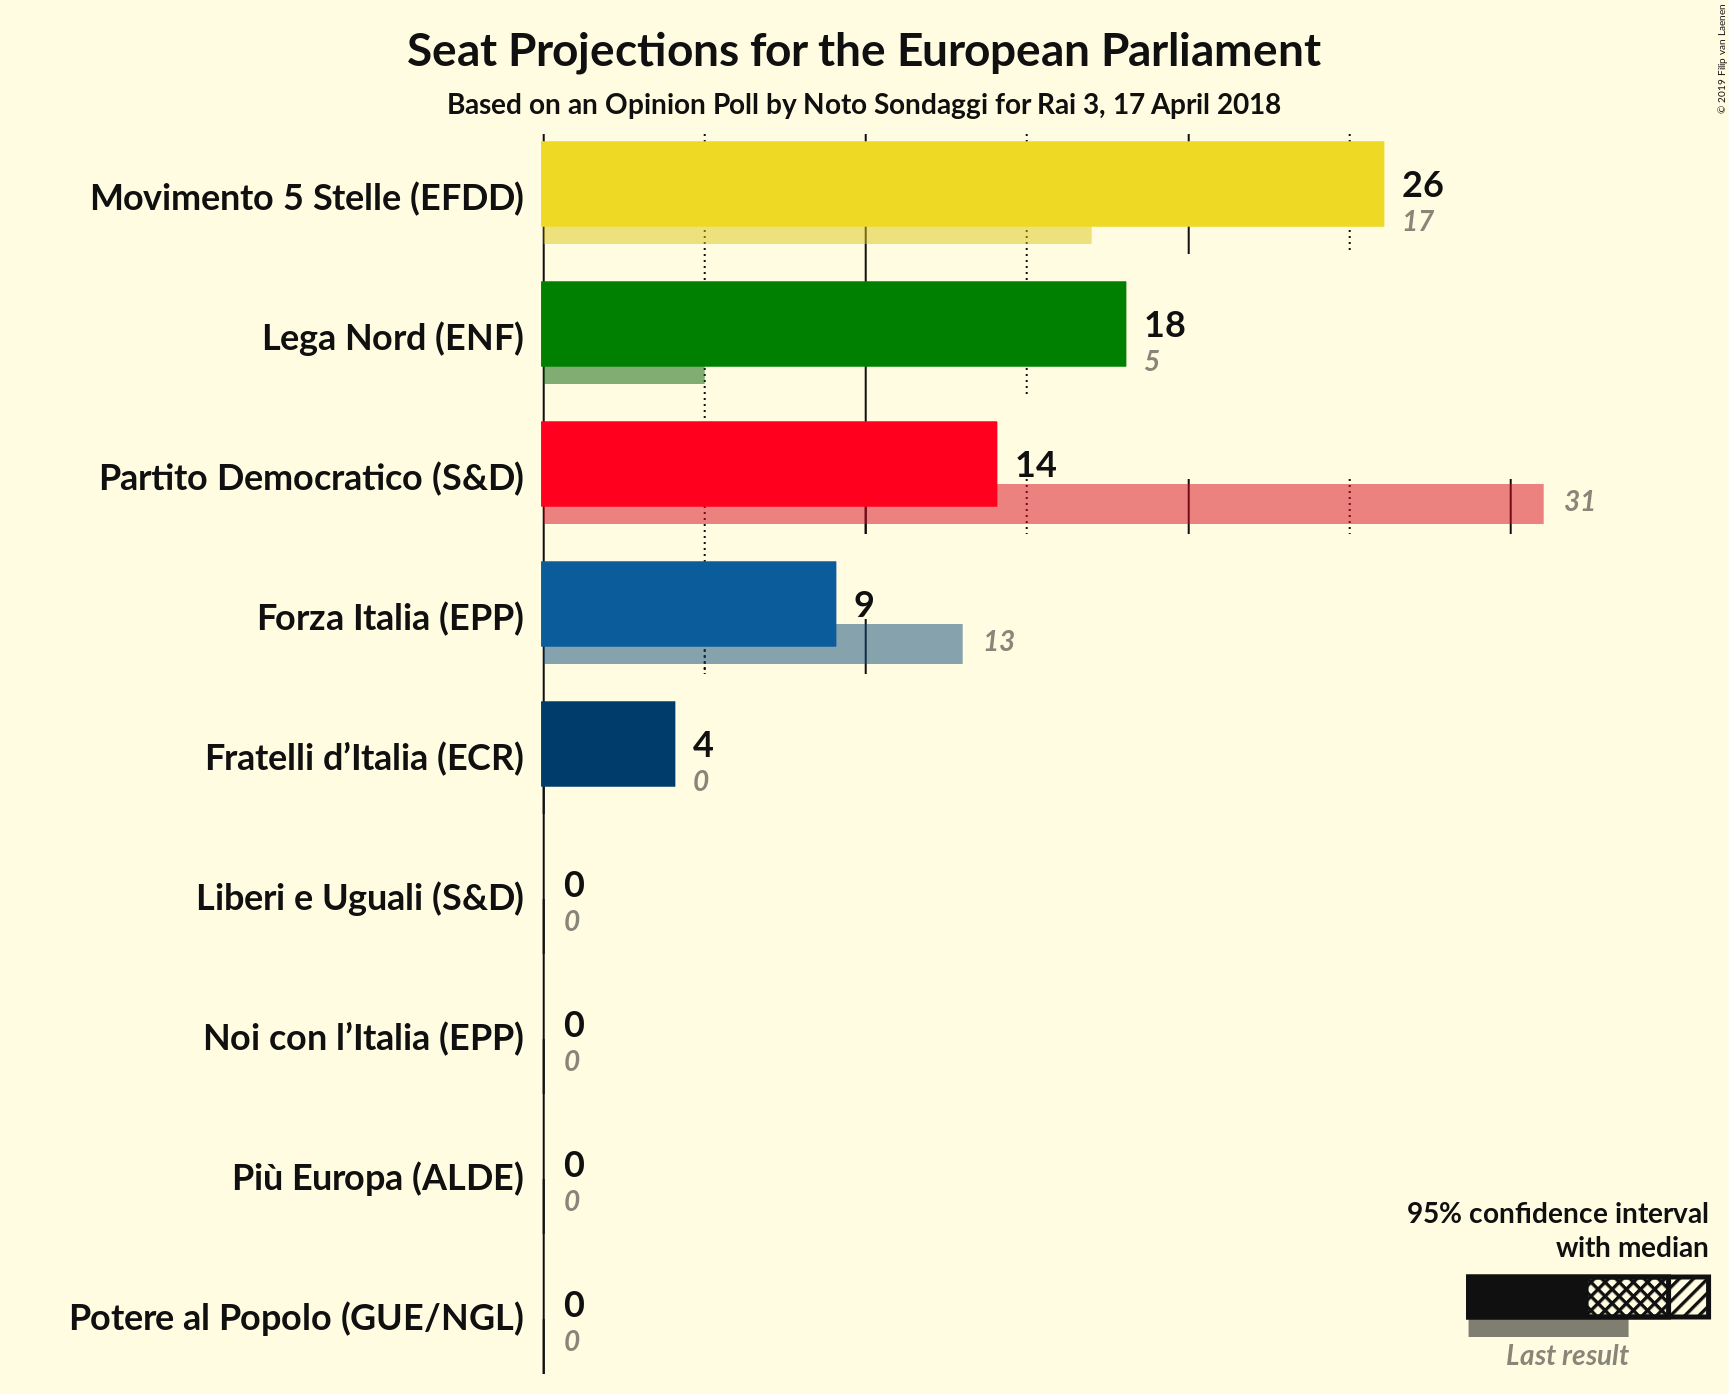 Seat Projections for the European Parliament
Based on an Opinion Poll by Noto Sondaggi for Rai 3, 17 April 2018
© 2019 Filip van Laenen
Movimento 5 Stelle (EFDD)
26
17
Lega Nord (ENF)
18
5
Partito Democratico (S&D)
14
31
Forza Italia (EPP)
9
13
Fratelli d’Italia (ECR)
4
0
Liberi e Uguali (S&D)
0
0
Noi con l’Italia (EPP)
0
0
Più Europa (ALDE)
0
0
Potere al Popolo (GUE/NGL)
0
0
95% confidence interval
with median
Last result